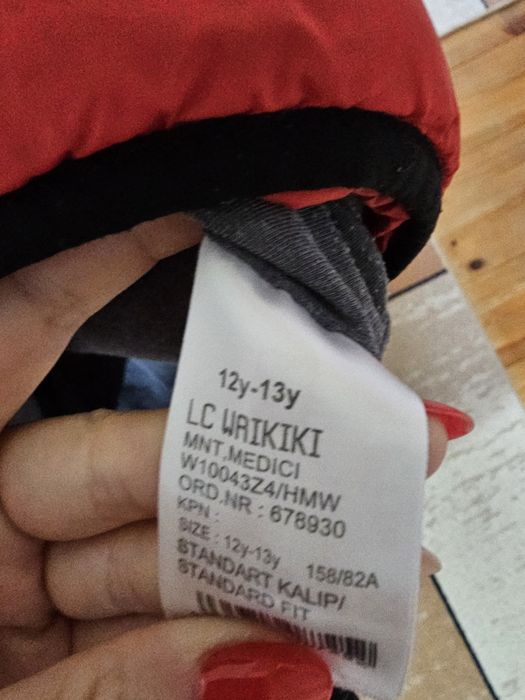 12y-13y
LC WAIKIKI
MNT,MEDICI
W10043Z4/HMW
ORD.NR : 678930
KPN :
SIZE : 12y-13y 158/82A
STANDART KALIP/
STANDARD FIT